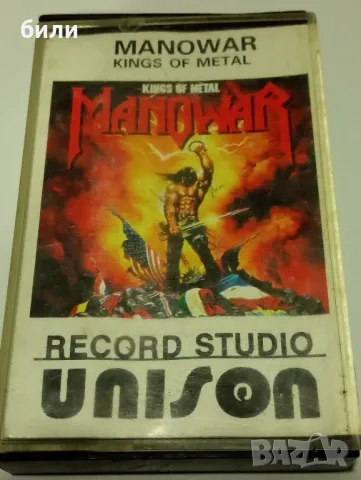 били
MANOWAR
KINGS OF METAL
KINGS OF METAL
MANOWAR
RECORD STUDIO
unison
BAZAR